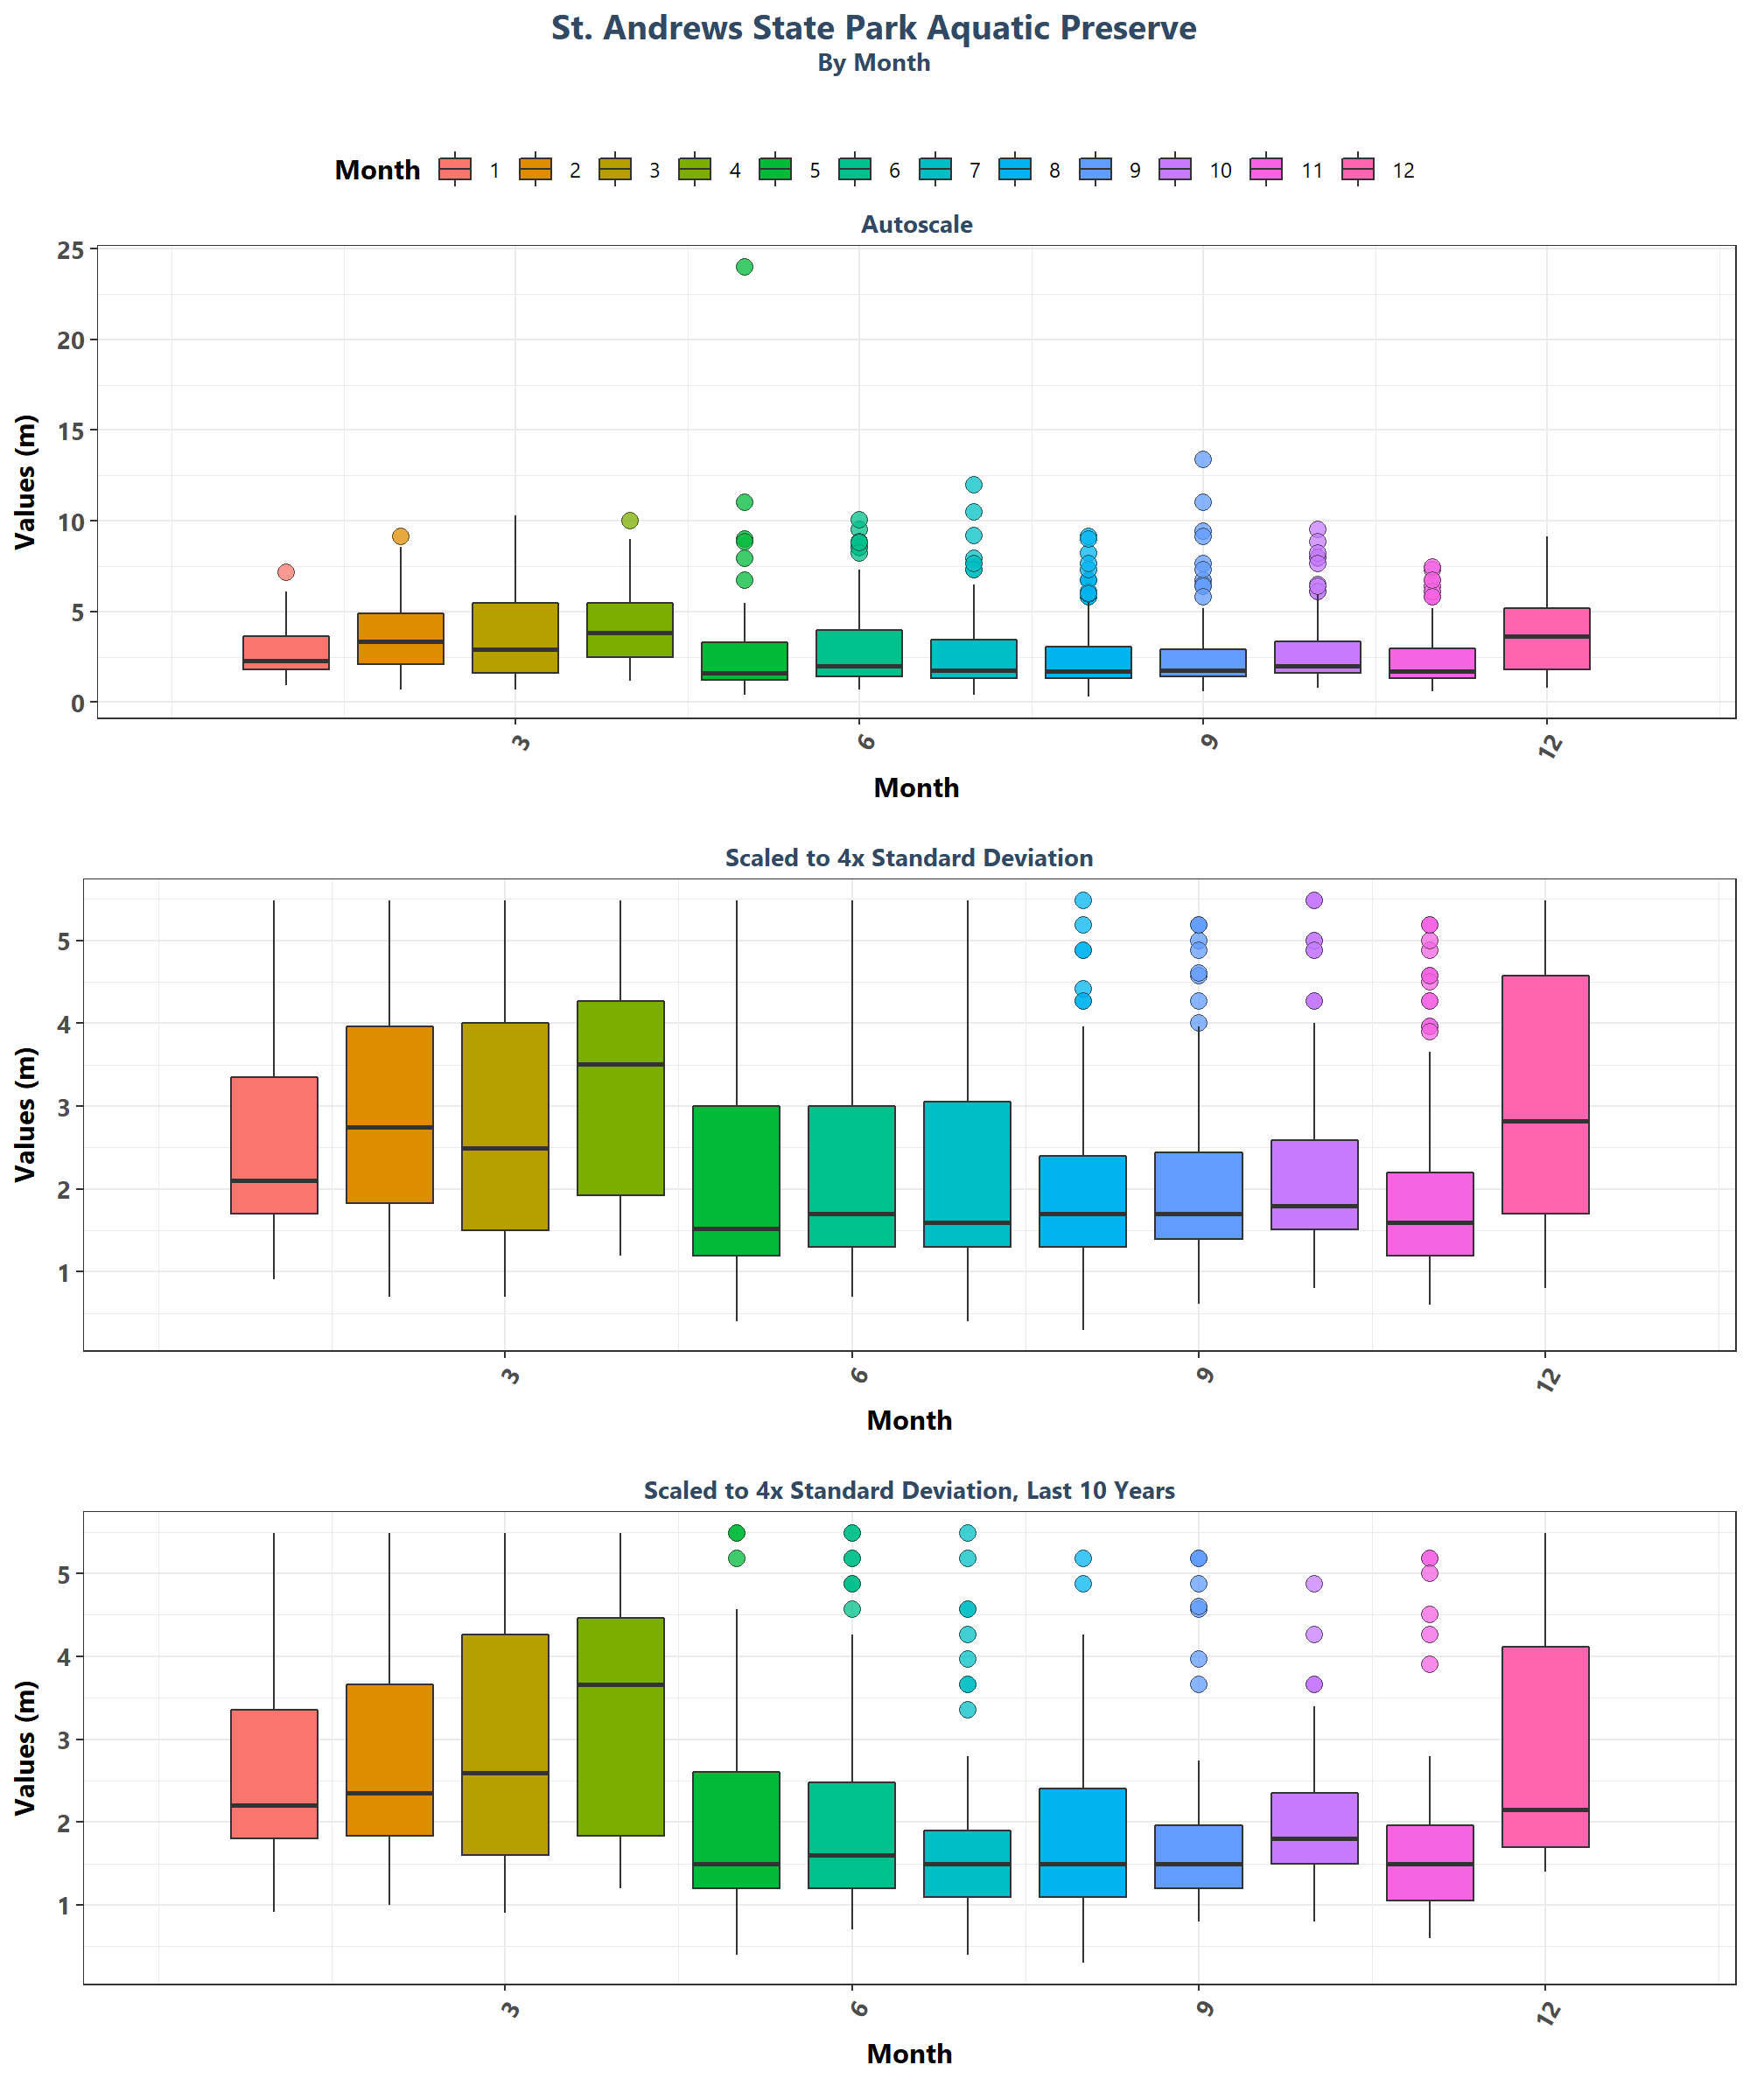 St. Andrews State Park Aquatic Preserve
By Month
Month 1 2 3 4 5 6 7 8 9 10 11 12
Autoscale
Values (m)
25
20
15
10
5
0
3 6 9 12
Month
Scaled to 4x Standard Deviation
Values (m)
5
4
3
2
1
3 6 9 12
Month
Scaled to 4x Standard Deviation, Last 10 Years
Values (m)
5
4
3
2
1
3 6 9 12
Month